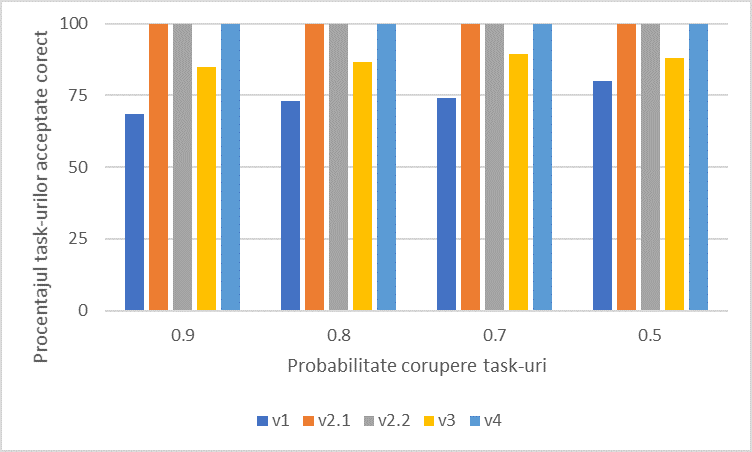 Procentajul task-urilor acceptate corect
100
75
50
25
0
0.9 0.8 0.7 0.5
Probabilitate corupere task-uri
v1 v2.1 v2.2 v3 v4